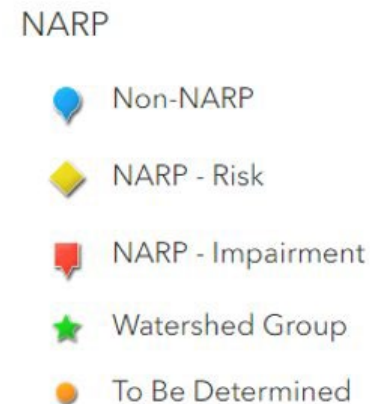 NARP
Non-NARP
NARP - Risk
NARP - Impairment
Watershed Group
To Be Determined